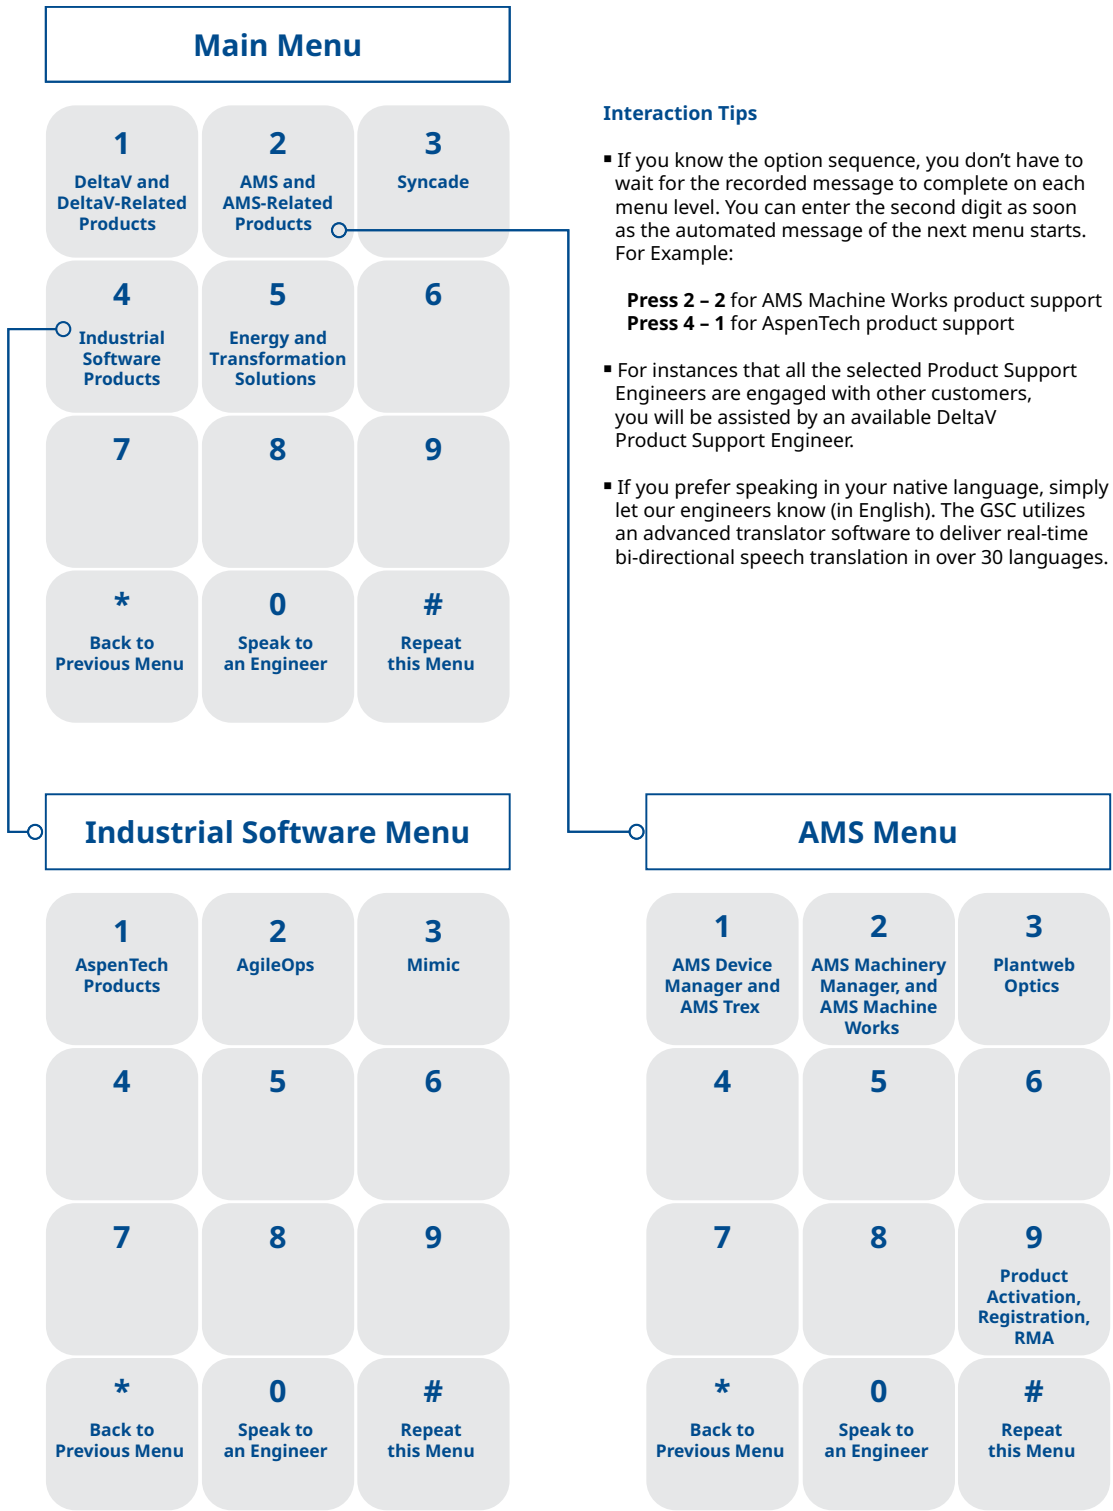 Main Menu
1
DeltaV and
DeltaV-Related
Products
2
AMS and
AMS-Related
Products
3
Syncade
4
Industrial
Software
Products
5
Energy and
Transformation
Solutions
6
7
8
9
*
Back to
Previous Menu
0
Speak to
an Engineer
#
Repeat
this Menu
Interaction Tips
▪ If you know the option sequence, you don’t have to
wait for the recorded message to complete on each
menu level. You can enter the second digit as soon
as the automated message of the next menu starts.
For Example:
Press 2 – 2 for AMS Machine Works product support
Press 4 – 1 for AspenTech product support
▪ For instances that all the selected Product Support
Engineers are engaged with other customers,
you will be assisted by an available DeltaV
Product Support Engineer.
▪ If you prefer speaking in your native language, simply
let our engineers know (in English). The GSC utilizes
an advanced translator software to deliver real-time
bi-directional speech translation in over 30 languages.
Industrial Software Menu
1
AspenTech
Products
2
AgileOps
3
Mimic
4
5
6
7
8
9
*
Back to
Previous Menu
0
Speak to
an Engineer
#
Repeat
this Menu
AMS Menu
1
AMS Device
Manager and
AMS Trex
2
AMS Machinery
Manager, and
AMS Machine
Works
3
Plantweb
Optics
4
5
6
7
8
9
Product
Activation,
Registration,
RMA
*
Back to
Previous Menu
0
Speak to
an Engineer
#
Repeat
this Menu